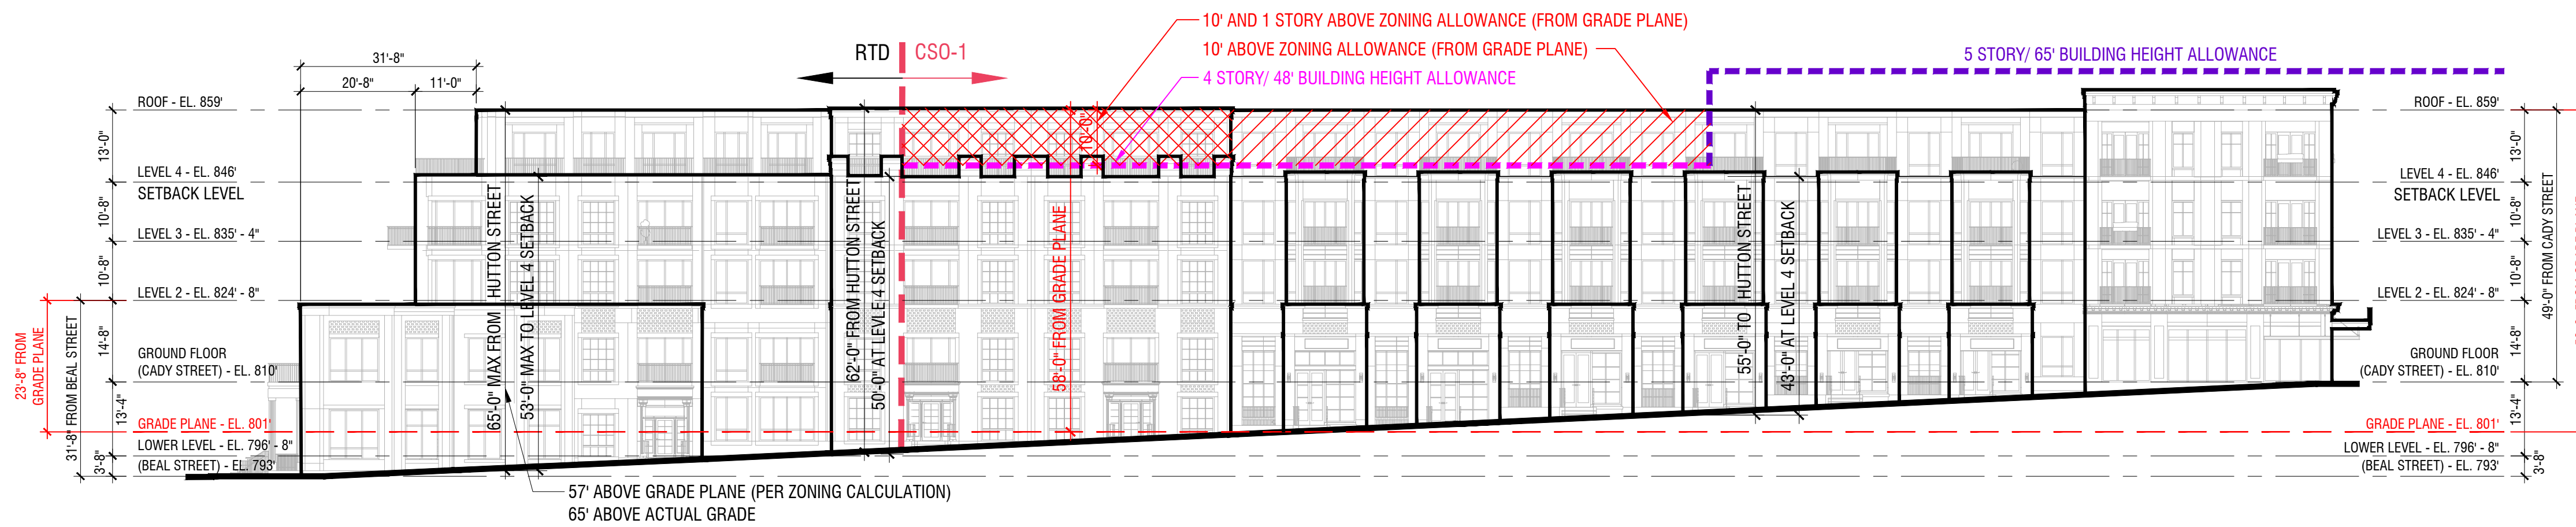 10' AND 1 STORY ABOVE ZONING ALLOWANCE (FROM GRADE PLANE)
10' ABOVE ZONING ALLOWANCE (FROM GRADE PLANE)
4 STORY/ 48' BUILDING HEIGHT ALLOWANCE
5 STORY/ 65' BUILDING HEIGHT ALLOWANCE
RTD
CSO-1
31'-8"
20'-8"
11'-0"
ROOF - EL. 859'
LEVEL 4 - EL. 846'
SETBACK LEVEL
LEVEL 3 - EL. 835' - 4"
LEVEL 2 - EL. 824' - 8"
GROUND FLOOR
(CADY STREET) - EL. 810'
GRADE PLANE - EL. 801'
LOWER LEVEL - EL. 796' - 8"
(BEAL STREET) - EL. 793'
13'-0"
10'-8"
10'-8"
14'-8"
13'-4"
3'-8"
31'-8" FROM BEAL STREET
23'-8" FROM
GRADE PLANE
65'-0" MAX FROM HUTTON STREET
53'-0" MAX TO LEVEL 4 SETBACK
62'-0" FROM HUTTON STREET
50'-0" AT LEVLE 4 SETBACK
58'-0" FROM GRADE PLANE
10'-0"
55'-0" TO HUTTON STREET
43'-0" AT LEVEL 4 SETBACK
57' ABOVE GRADE PLANE (PER ZONING CALCULATION)
65' ABOVE ACTUAL GRADE
ROOF - EL. 859'
LEVEL 4 - EL. 846'
SETBACK LEVEL
LEVEL 3 - EL. 835' - 4"
LEVEL 2 - EL. 824' - 8"
GROUND FLOOR
(CADY STREET) - EL. 810'
GRADE PLANE - EL. 801'
LOWER LEVEL - EL. 796' - 8"
(BEAL STREET) - EL. 793'
13'-0"
10'-8"
10'-8"
14'-8"
13'-4"
3'-8"
49'-0" FROM CADY STREET